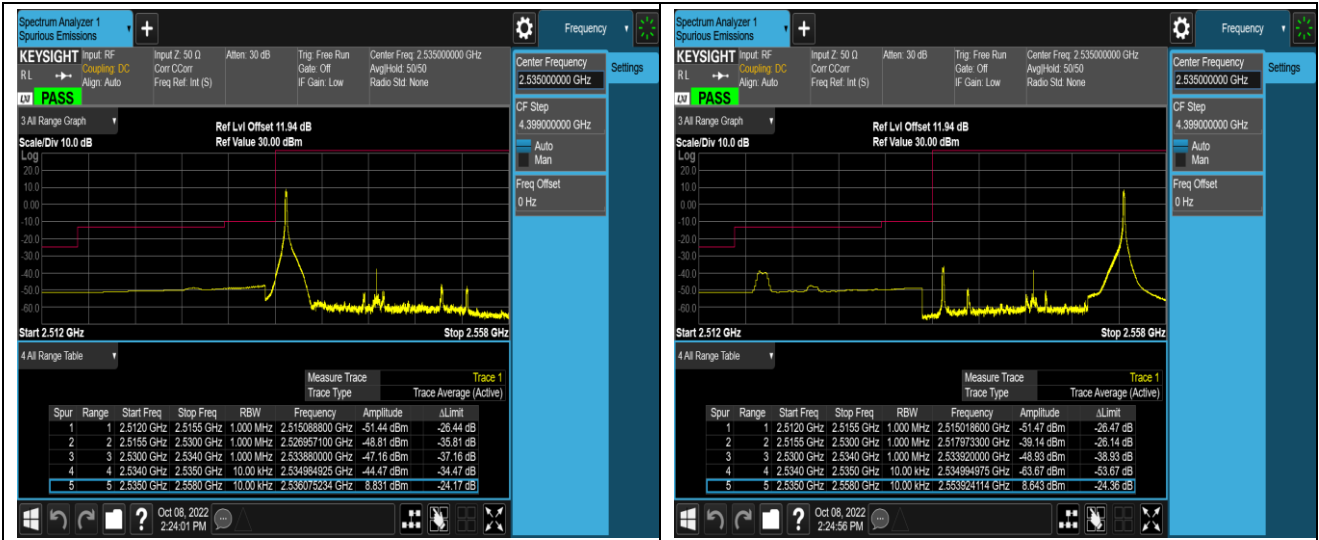 Spectrum Analyzer 1
Spurious Emissions
Frequency
KEYSIGHT Input: RF Input Z: 50 Ω Atten: 30 dB Trig: Free Run Center Freq: 2.535000000 GHz
Coupling: DC Corr CCorr Gate: Off Avg|Hold: 50/50
R L Align: Auto Freq Ref: Int (S) IF Gain: Low Radio Std: None
PASS
Center Frequency
2.535000000 GHz
Settings
CF Step
4.399000000 GHz
Auto
Man
Freq Offset
0 Hz
3 All Range Graph
Ref Lvl Offset 11.94 dB
Scale/Div 10.0 dB Ref Value 30.00 dBm
Log
20.0
10.0
0.00
-10.0
-20.0
-30.0
-40.0
-50.0
-60.0
Start 2.512 GHz Stop 2.558 GHz
4 All Range Table
Measure Trace Trace 1
Trace Type Trace Average (Active)
Spur Range Start Freq Stop Freq RBW Frequency Amplitude ΔLimit
1 1 2.5120 GHz 2.5155 GHz 1.000 MHz 2.515088800 GHz -51.44 dBm -26.44 dB
2 2 2.5155 GHz 2.5300 GHz 1.000 MHz 2.526957100 GHz -48.81 dBm -35.81 dB
3 3 2.5300 GHz 2.5340 GHz 1.000 MHz 2.533880000 GHz -47.16 dBm -37.16 dB
4 4 2.5340 GHz 2.5350 GHz 10.00 kHz 2.534984925 GHz -44.47 dBm -34.47 dB
5 5 2.5350 GHz 2.5580 GHz 10.00 kHz 2.536075234 GHz 8.831 dBm -24.17 dB
Oct 08, 2022
2:24:01 PM
Spectrum Analyzer 1
Spurious Emissions
Frequency
KEYSIGHT Input: RF Input Z: 50 Ω Atten: 30 dB Trig: Free Run Center Freq: 2.535000000 GHz
Coupling: DC Corr CCorr Gate: Off Avg|Hold: 50/50
R L Align: Auto Freq Ref: Int (S) IF Gain: Low Radio Std: None
PASS
Center Frequency
2.535000000 GHz
Settings
CF Step
4.399000000 GHz
Auto
Man
Freq Offset
0 Hz
3 All Range Graph
Ref Lvl Offset 11.94 dB
Scale/Div 10.0 dB Ref Value 30.00 dBm
Log
20.0
10.0
0.00
-10.0
-20.0
-30.0
-40.0
-50.0
-60.0
Start 2.512 GHz Stop 2.558 GHz
4 All Range Table
Measure Trace Trace 1
Trace Type Trace Average (Active)
Spur Range Start Freq Stop Freq RBW Frequency Amplitude ΔLimit
1 1 2.5120 GHz 2.5155 GHz 1.000 MHz 2.515018600 GHz -51.47 dBm -26.47 dB
2 2 2.5155 GHz 2.5300 GHz 1.000 MHz 2.517973300 GHz -39.14 dBm -26.14 dB
3 3 2.5300 GHz 2.5340 GHz 1.000 MHz 2.533920000 GHz -48.93 dBm -38.93 dB
4 4 2.5340 GHz 2.5350 GHz 10.00 kHz 2.534994975 GHz -63.67 dBm -53.67 dB
5 5 2.5350 GHz 2.5580 GHz 10.00 kHz 2.553924114 GHz 8.643 dBm -24.36 dB
Oct 08, 2022
2:24:56 PM